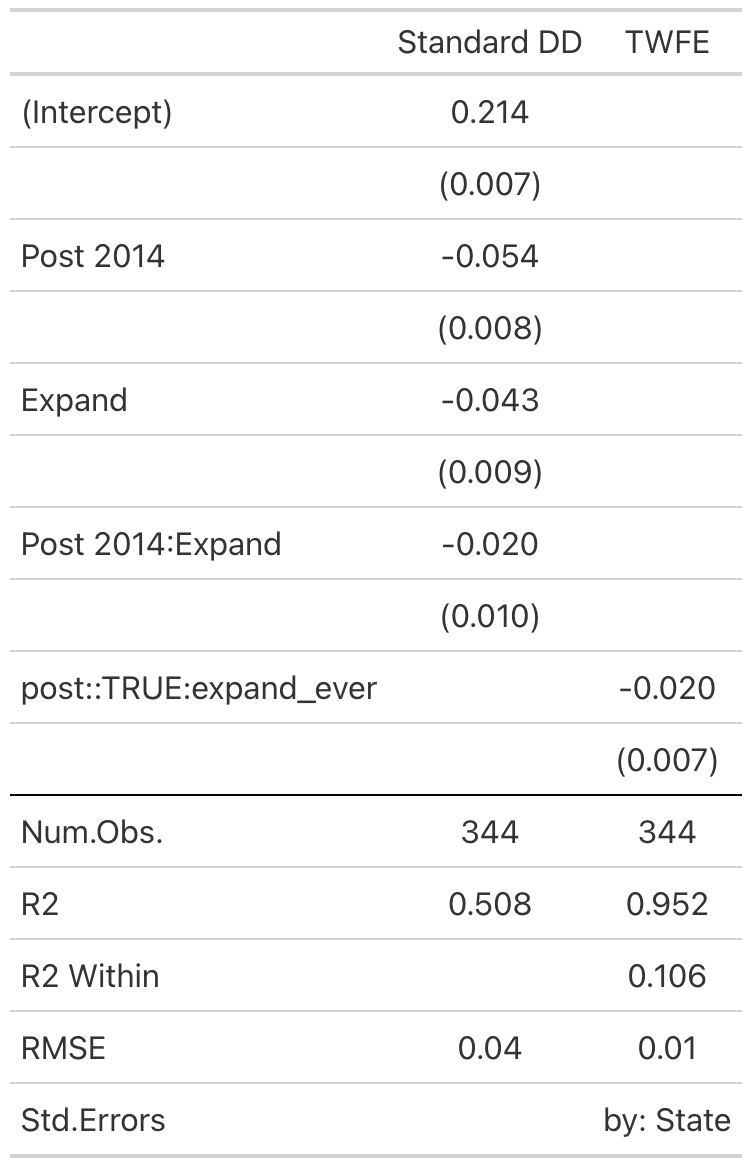 Standard DD TWFE
(Intercept) 0.214
(0.007)
Post 2014 -0.054
(0.008)
Expand -0.043
(0.009)
Post 2014:Expand -0.020
(0.010)
post::TRUE:expand_ever -0.020
(0.007)
Num.Obs. 344 344
R2 0.508 0.952
R2 Within 0.106
RMSE 0.04 0.01
Std.Errors by: State